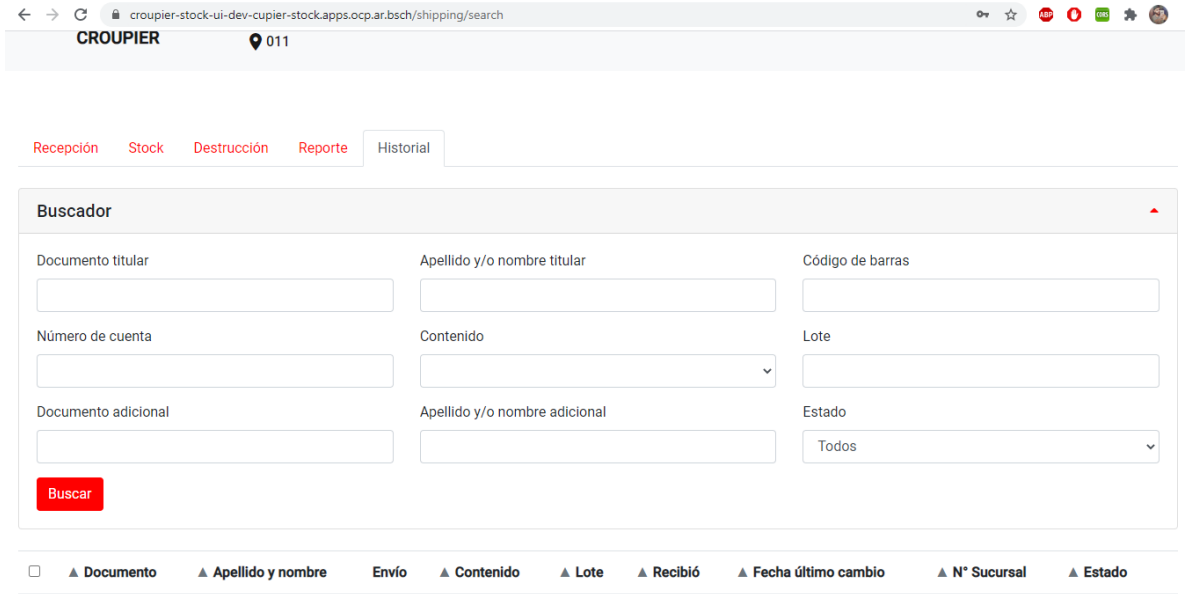 croupier-stock-ui-dev-cupier-stock.apps.ocp.ar.bsch/shipping/search
ABP
CORS
CROUPIER
011
Recepción Stock Destrucción Reporte Historial
Buscador
Documento titular Apellido y/o nombre titular Código de barras
Número de cuenta Contenido Lote
Documento adicional Apellido y/o nombre adicional Estado
Todos
Buscar
▲ Documento ▲ Apellido y nombre Envío ▲ Contenido ▲ Lote ▲ Recibió ▲ Fecha último cambio ▲ N° Sucursal ▲ Estado